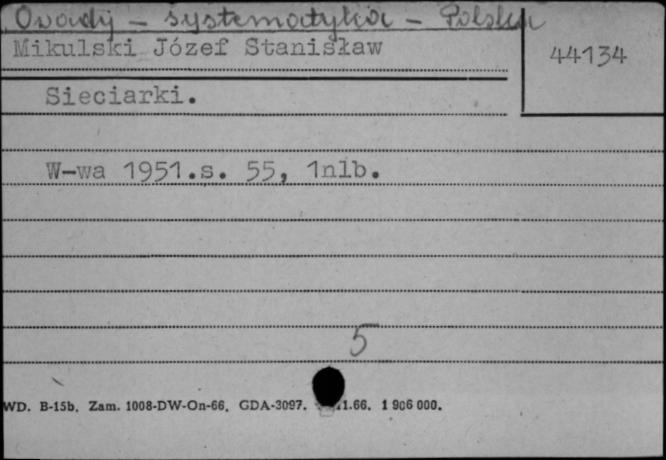 Owady - systematyka - Polska
Mikulski Józef Stanisław
44134
Sieciarki.
W-wa 1951.s. 55, 1nlb.
5
WD. B-15b. Zam. 1008-DW-On-66. GDA-3097. 1.66. 1 906 000.